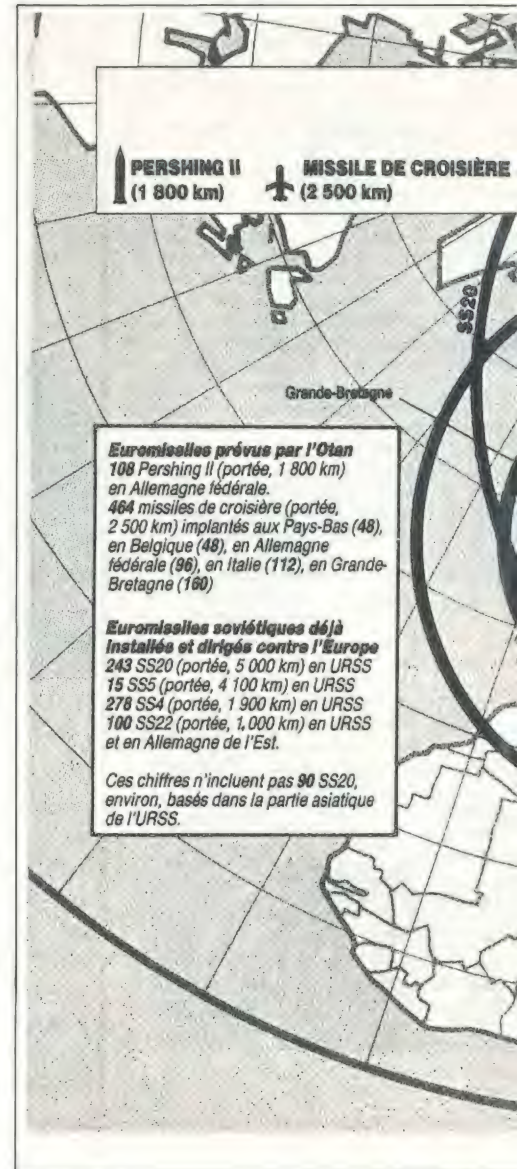 PERSHING II
(1 800 km)
MISSILE DE CROISIÈRE
(2 500 km)
SS20
Grande-Bretagne
Euromissiles prévus par l'Otan
108 Pershing II (portée, 1 800 km)
en Allemagne fédérale.
464 missiles de croisière (portée,
2 500 km) implantés aux Pays-Bas (48),
en Belgique (48), en Allemagne
fédérale (96), en Italie (112), en Grande-
Bretagne (160)
Euromissiles soviétiques déjà
installés et dirigés contre l'Europe
243 SS20 (portée, 5 000 km) en URSS
15 SS5 (portée, 4 100 km) en URSS
278 SS4 (portée, 1 900 km) en URSS
100 SS22 (portée, 1,000 km) en URSS
et en Allemagne de l'Est.
Ces chiffres n'incluent pas 90 SS20,
environ, basés dans la partie asiatique
de l'URSS.